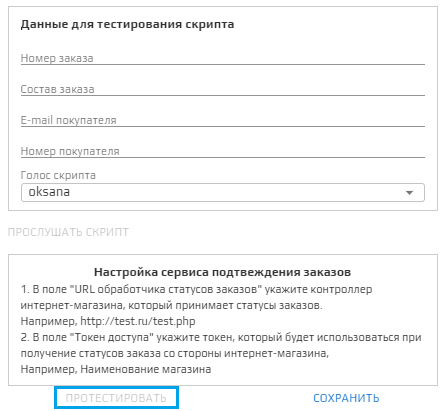 Данные для тестирования скрипта
Номер заказа
Состав заказа
E-mail покупателя
Номер покупателя
Голос скрипта
oksana
ПРОСЛУШАТЬ СКРИПТ
Настройка сервиса подтвеждения заказов
1. В поле "URL обработчика статусов заказов" укажите контроллер
интернет-магазина, который принимает статусы заказов.
Например, http://test.ru/test.php
2. В поле "Токен доступа" укажите токен, который будет использоваться при
получение статусов заказа со стороны интернет-магазина,
Например, Наименование магазина
ПРОТЕСТИРОВАТЬ
СОХРАНИТЬ